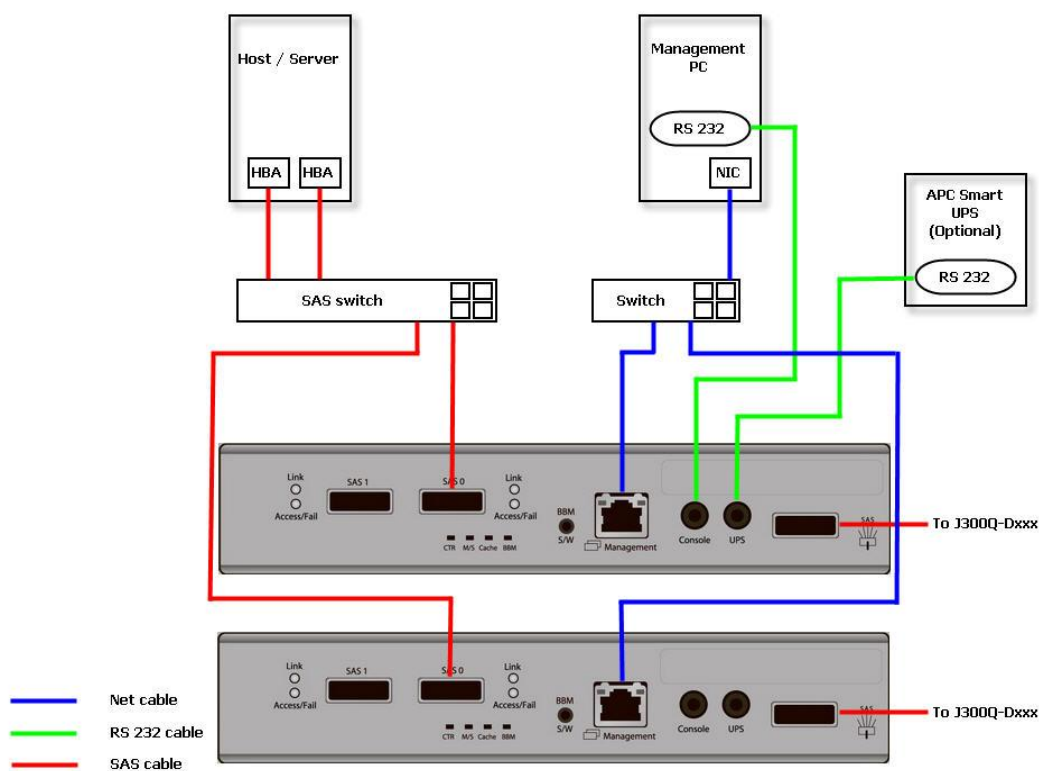 Host / Server
HBA
HBA
Management
PC
RS 232
NIC
APC Smart
UPS
(Optional)
RS 232
SAS switch
Switch
Link
Access/Fail
SAS 1
SAS 0
Link
Access/Fail
CTR M/S Cache BBM
BBM
S/W
Management
Console
UPS
SAS
To J300Q-Dxxx
Link
Access/Fail
SAS 1
SAS 0
Link
Access/Fail
CTR M/S Cache BBM
BBM
S/W
Management
Console
UPS
SAS
To J300Q-Dxxx
Net cable
RS 232 cable
SAS cable